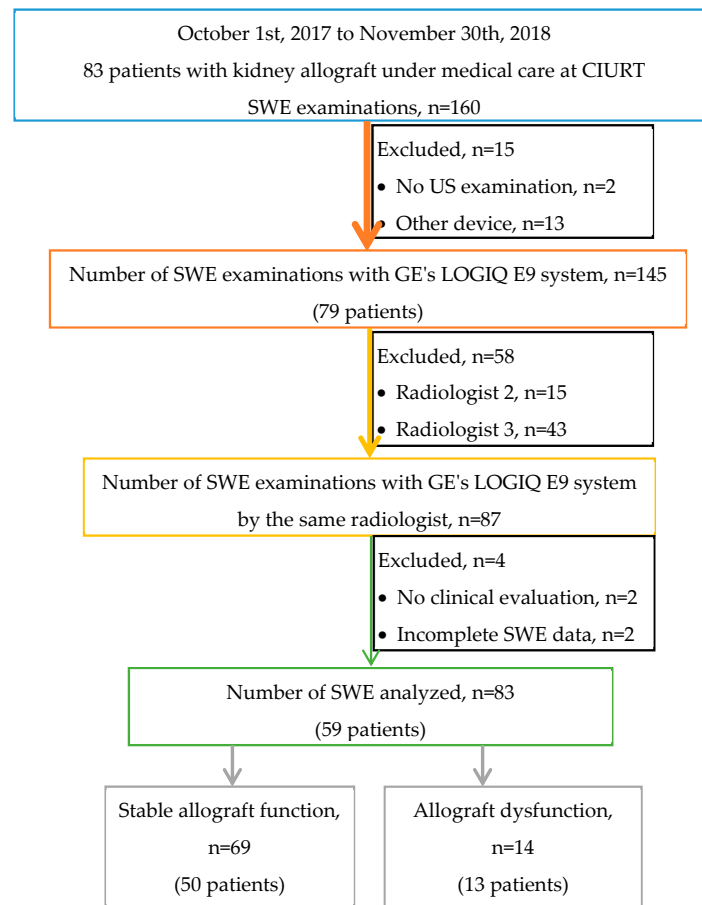 October 1st, 2017 to November 30th, 2018
83 patients with kidney allograft under medical care at CIURT
SWE examinations, n=160
Excluded, n=15
• No US examination, n=2
• Other device, n=13
Number of SWE examinations with GE's LOGIQ E9 system, n=145
(79 patients)
Excluded, n=58
• Radiologist 2, n=15
• Radiologist 3, n=43
Number of SWE examinations with GE's LOGIQ E9 system
by the same radiologist, n=87
Excluded, n=4
• No clinical evaluation, n=2
• Incomplete SWE data, n=2
Number of SWE analyzed, n=83
(59 patients)
Stable allograft function,
n=69
(50 patients)
Allograft dysfunction,
n=14
(13 patients)